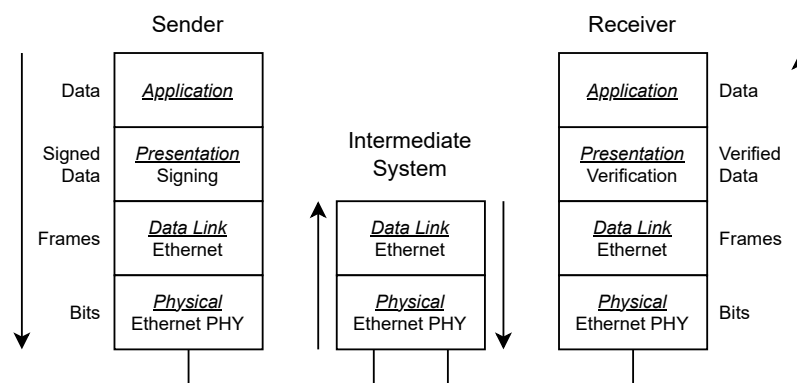 Sender
Receiver
Data
Application
Application
Data
Intermediate
System
Signed
Data
Presentation
Signing
Presentation
Verification
Verified
Data
Frames
Data Link
Ethernet
Data Link
Ethernet
Data Link
Ethernet
Frames
Bits
Physical
Ethernet PHY
Physical
Ethernet PHY
Physical
Ethernet PHY
Bits